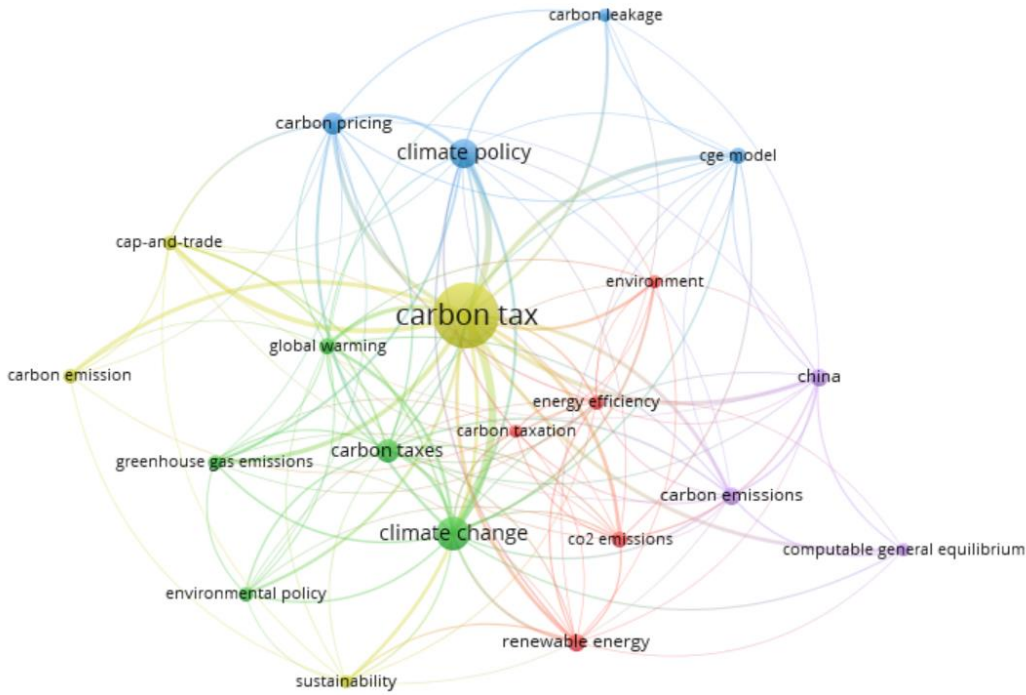 carbon leakage
carbon pricing
climate policy
cge model
cap-and-trade
environment
carbon tax
global warming
carbon emission
china
energy efficiency
carbon taxation
carbon taxes
greenhouse gas emissions
carbon emissions
climate change
co2 emissions
computable general equilibrium
environmental policy
renewable energy
sustainability